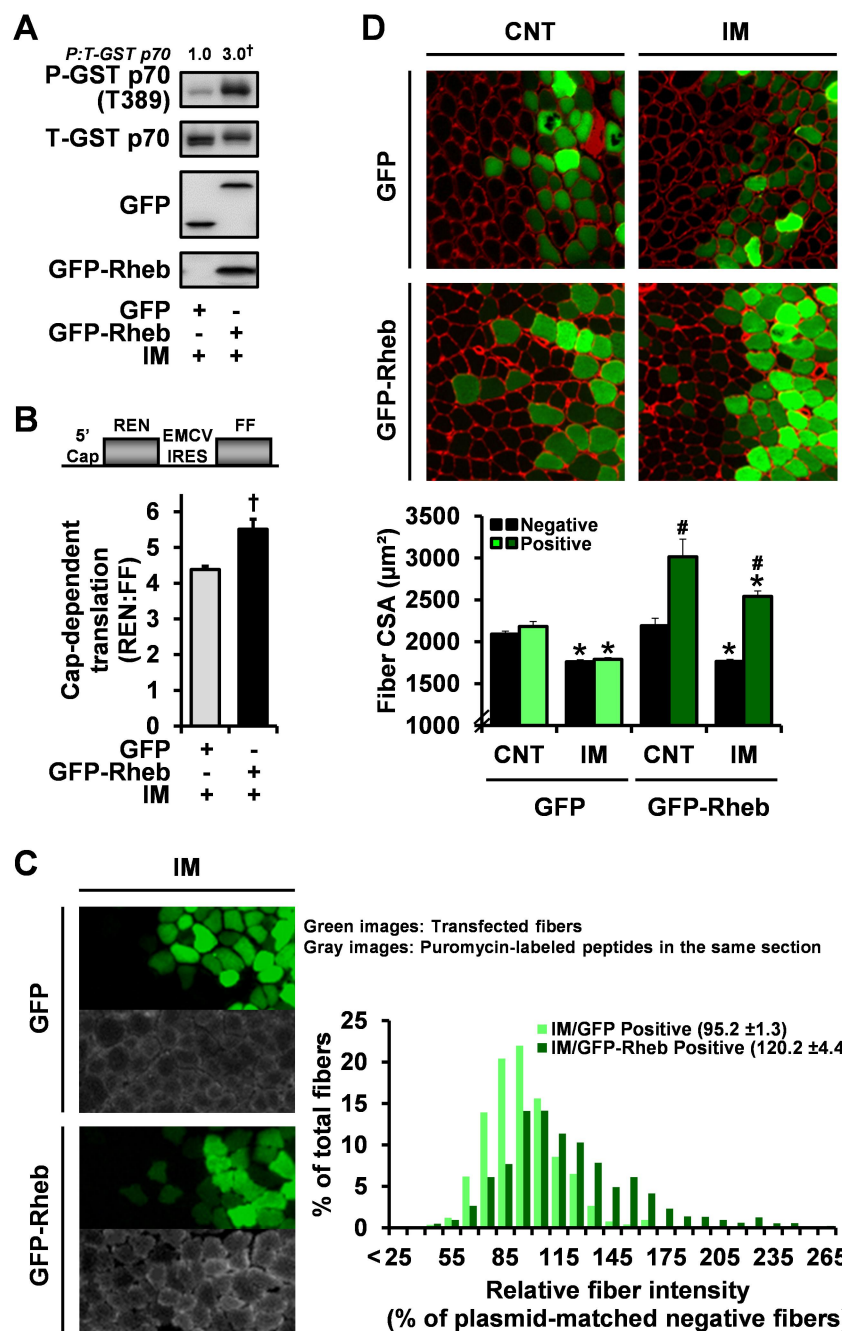 A
P:T-GST p70 1.0 3.0†
P-GST p70
(T389)
T-GST p70
GFP
GFP-Rheb
GFP + -
GFP-Rheb - +
IM + +
B
5' Cap REN EMCV IRES FF
Cap-dependent
translation
(REN:FF)
6
5
4
3
2
1
0
†
GFP + -
GFP-Rheb - +
IM + +
D
CNT IM
GFP
GFP-Rheb
Fiber CSA (µm²)
3500
3000
2500
2000
1500
1000
Negative
Positive
* * # * # *
CNT IM CNT IM
GFP GFP-Rheb
C
IM
GFP
GFP-Rheb
Green images: Transfected fibers
Gray images: Puromycin-labeled peptides in the same section
% of total fibers
25
20
15
10
5
0
IM/GFP Positive (95.2 ±1.3)
IM/GFP-Rheb Positive (120.2 ±4.4
<25 55 85 115 145 175 205 235 265
Relative fiber intensity
(% of plasmid-matched negative fibers)